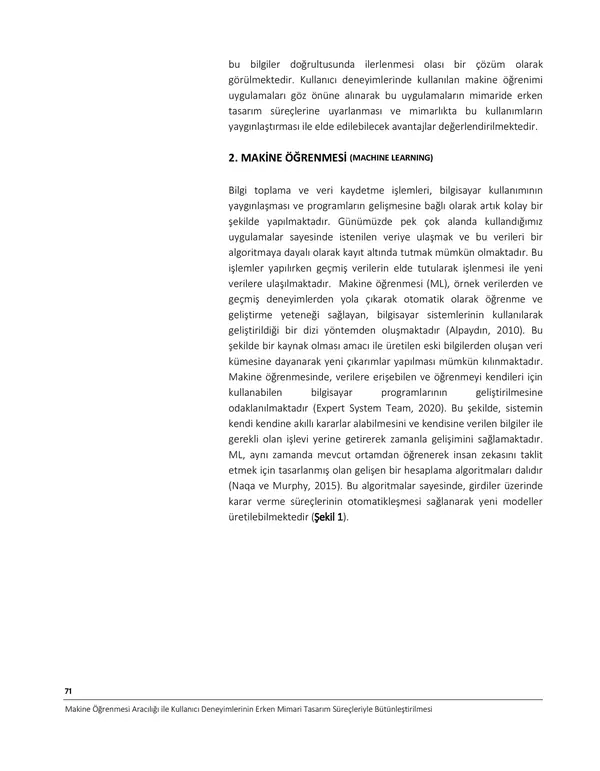 bu bilgiler doğrultusunda ilerlenmesi olası bir çözüm olarak
görülmektedir. Kullanıcı deneyimlerinde kullanılan makine öğrenimi
uygulamaları göz önüne alınarak bu uygulamaların mimaride erken
tasarım süreçlerine uyarlanması ve mimarlıkta bu kullanımların
yaygınlaştırması ile elde edilebilecek avantajlar değerlendirilmektedir.
2. MAKİNE ÖĞRENMESİ (MACHINE LEARNING)
Bilgi toplama ve veri kaydetme işlemleri, bilgisayar kullanımının
yaygınlaşması ve programların gelişmesine bağlı olarak artık kolay bir
şekilde yapılmaktadır. Günümüzde pek çok alanda kullandığımız
uygulamalar sayesinde istenilen veriye ulaşmak ve bu verileri bir
algoritmaya dayalı olarak kayıt altında tutmak mümkün olmaktadır. Bu
işlemler yapılırken geçmiş verilerin elde tutularak işlenmesi ile yeni
verilere ulaşılmaktadır. Makine öğrenmesi (ML), örnek verilerden ve
geçmiş deneyimlerden yola çıkarak otomatik olarak öğrenme ve
geliştirme yeteneği sağlayan, bilgisayar sistemlerinin kullanılarak
geliştirildiği bir dizi yöntemden oluşmaktadır (Alpaydın, 2010). Bu
şekilde bir kaynak olması amacı ile üretilen eski bilgilerden oluşan veri
kümesine dayanarak yeni çıkarımlar yapılması mümkün kılınmaktadır.
Makine öğrenmesinde, verilere erişebilen ve öğrenmeyi kendileri için
kullanabilen bilgisayar programlarının geliştirilmesine
odaklanılmaktadır (Expert System Team, 2020). Bu şekilde, sistemin
kendi kendine akıllı kararlar alabilmesini ve kendisine verilen bilgiler ile
gerekli olan işlevi yerine getirerek zamanla gelişimini sağlamaktadır.
ML, aynı zamanda mevcut ortamdan öğrenerek insan zekasını taklit
etmek için tasarlanmış olan gelişen bir hesaplama algoritmaları dalıdır
(Naqa ve Murphy, 2015). Bu algoritmalar sayesinde, girdiler üzerinde
karar verme süreçlerinin otomatikleşmesi sağlanarak yeni modeller
üretilebilmektedir (Şekil 1).
71
Makine Öğrenmesi Aracılığı ile Kullanıcı Deneyimlerinin Erken Mimari Tasarım Süreçleriyle Bütünleştirilmesi